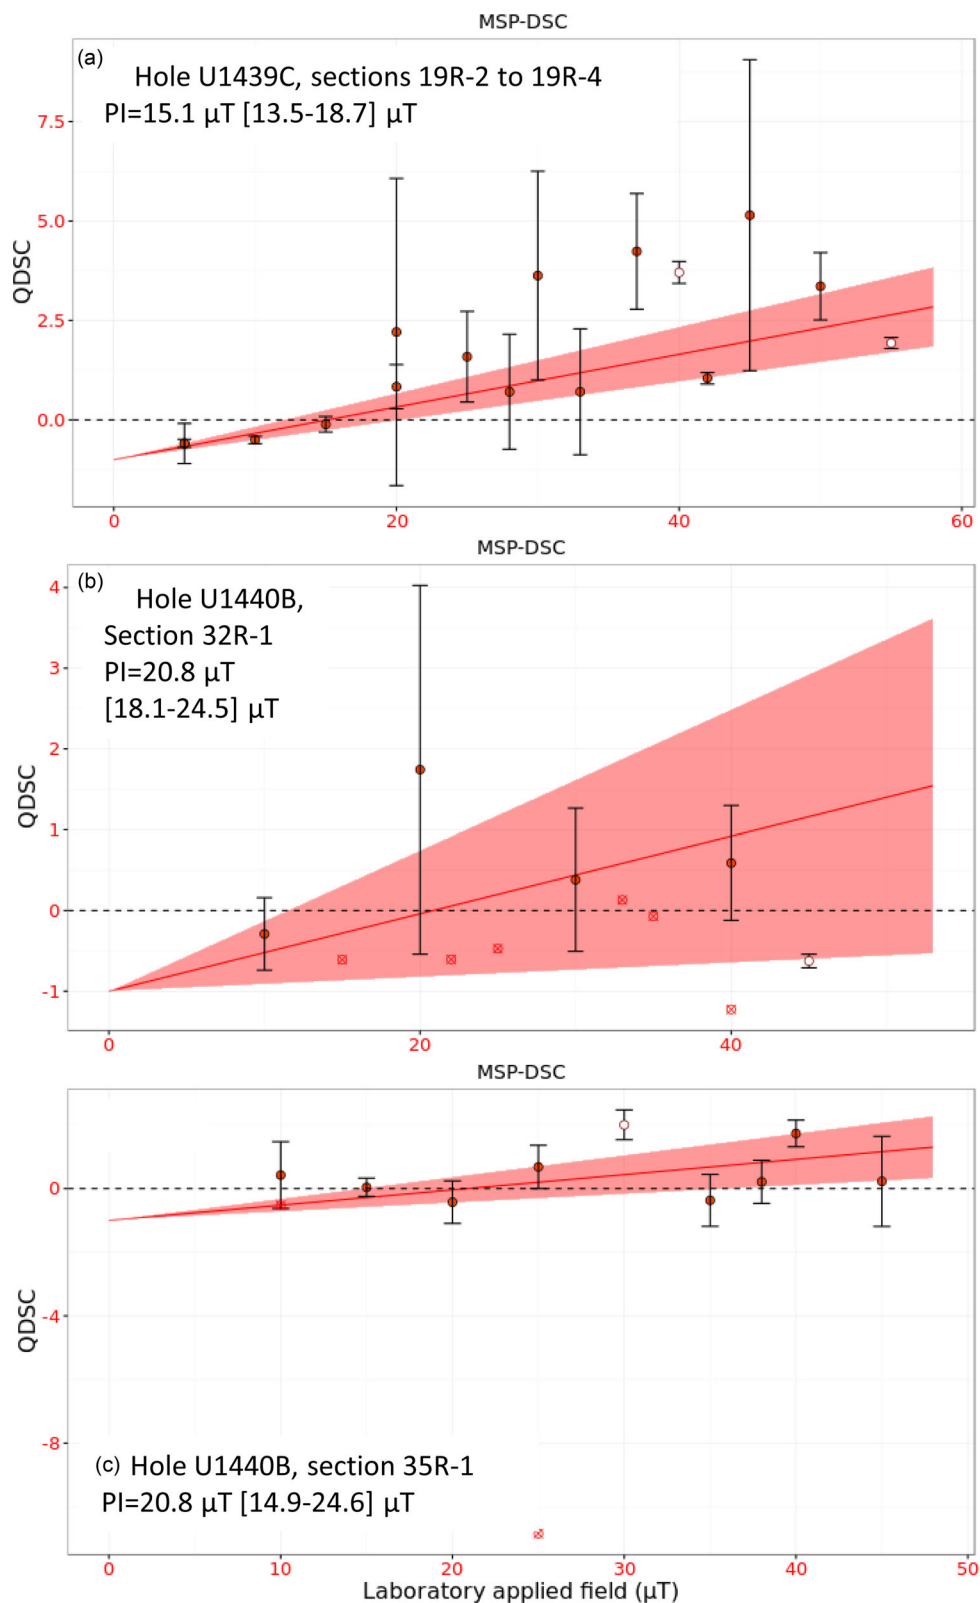 MSP-DSC
(a)
Hole U1439C, sections 19R-2 to 19R-4
PI=15.1 µT [13.5-18.7] µT
7.5
5.0
2.5
0.0
QDSC
0 20 40 60
MSP-DSC
(b)
Hole U1440B,
Section 32R-1
PI=20.8 µT
[18.1-24.5] µT
4
3
2
1
0
-1
QDSC
0 20 40
MSP-DSC
0
-4
-8
QDSC
(c) Hole U1440B, section 35R-1
PI=20.8 µT [14.9-24.6] µT
0 10 20 30 40 50
Laboratory applied field (µT)